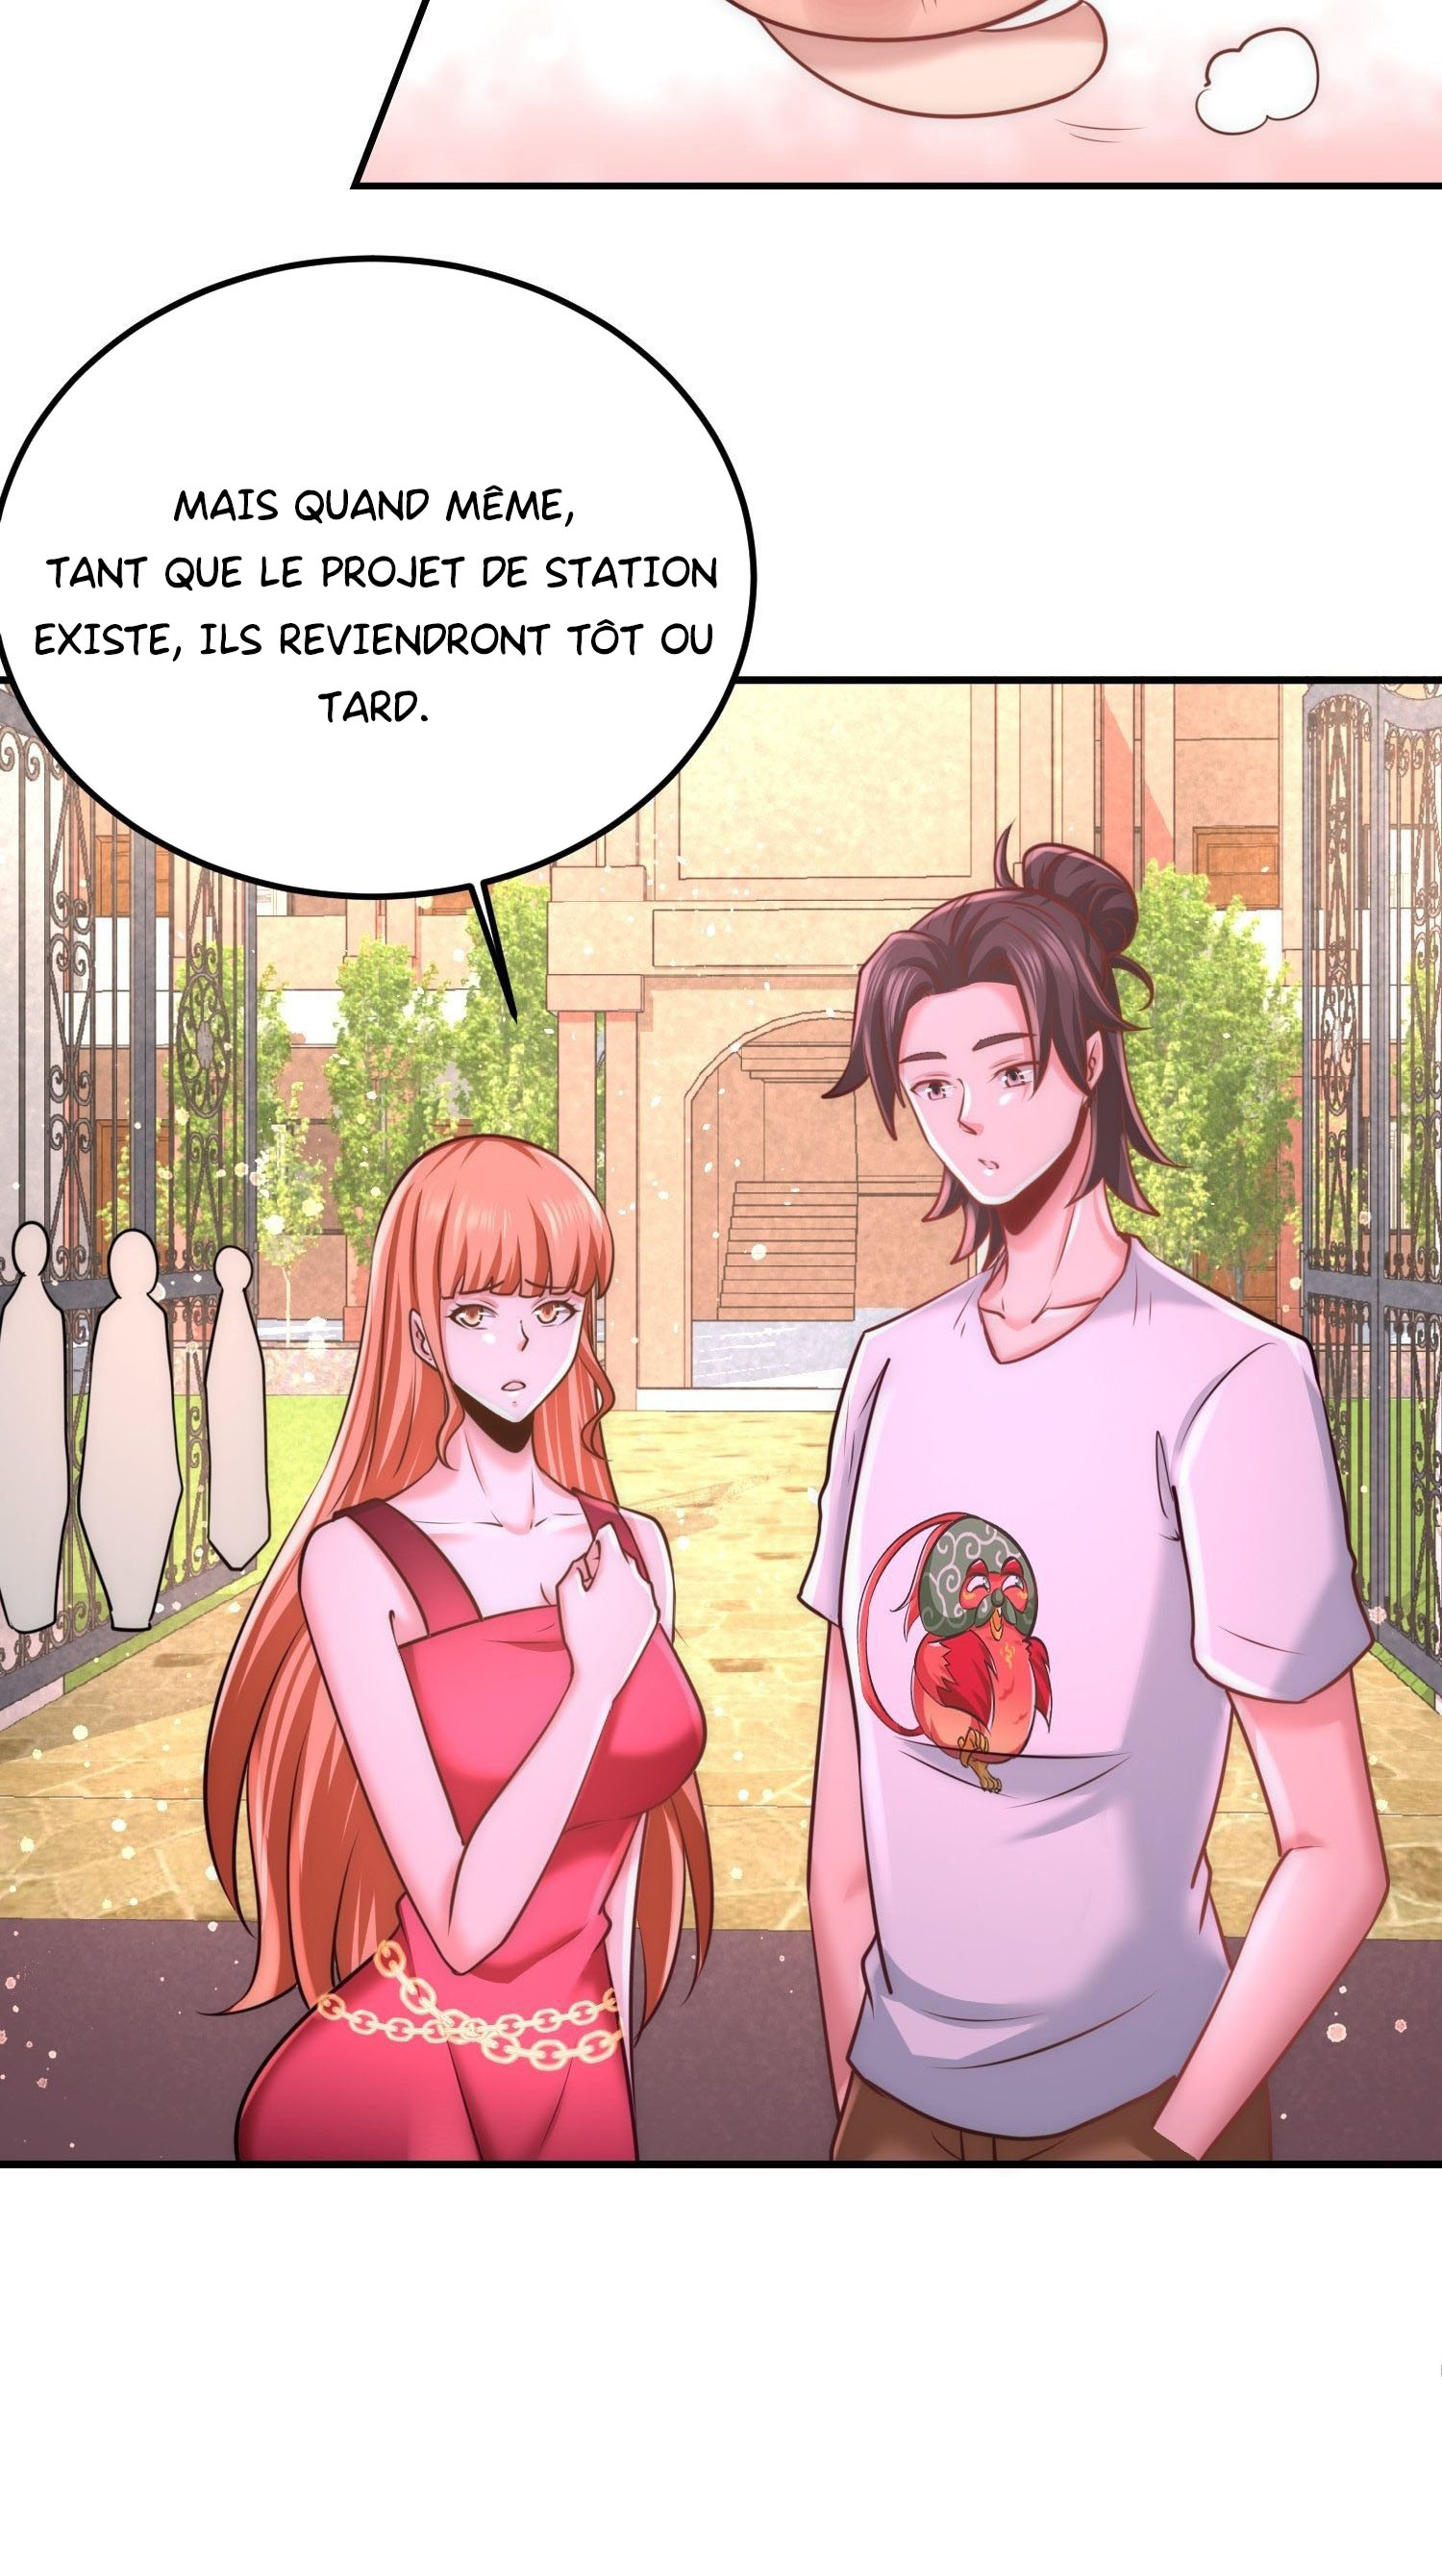 MAIS QUAND MÊME,
TANT QUE LE PROJET DE STATION
EXISTE, ILS REVIENDRONT TÔT OU
TARD.